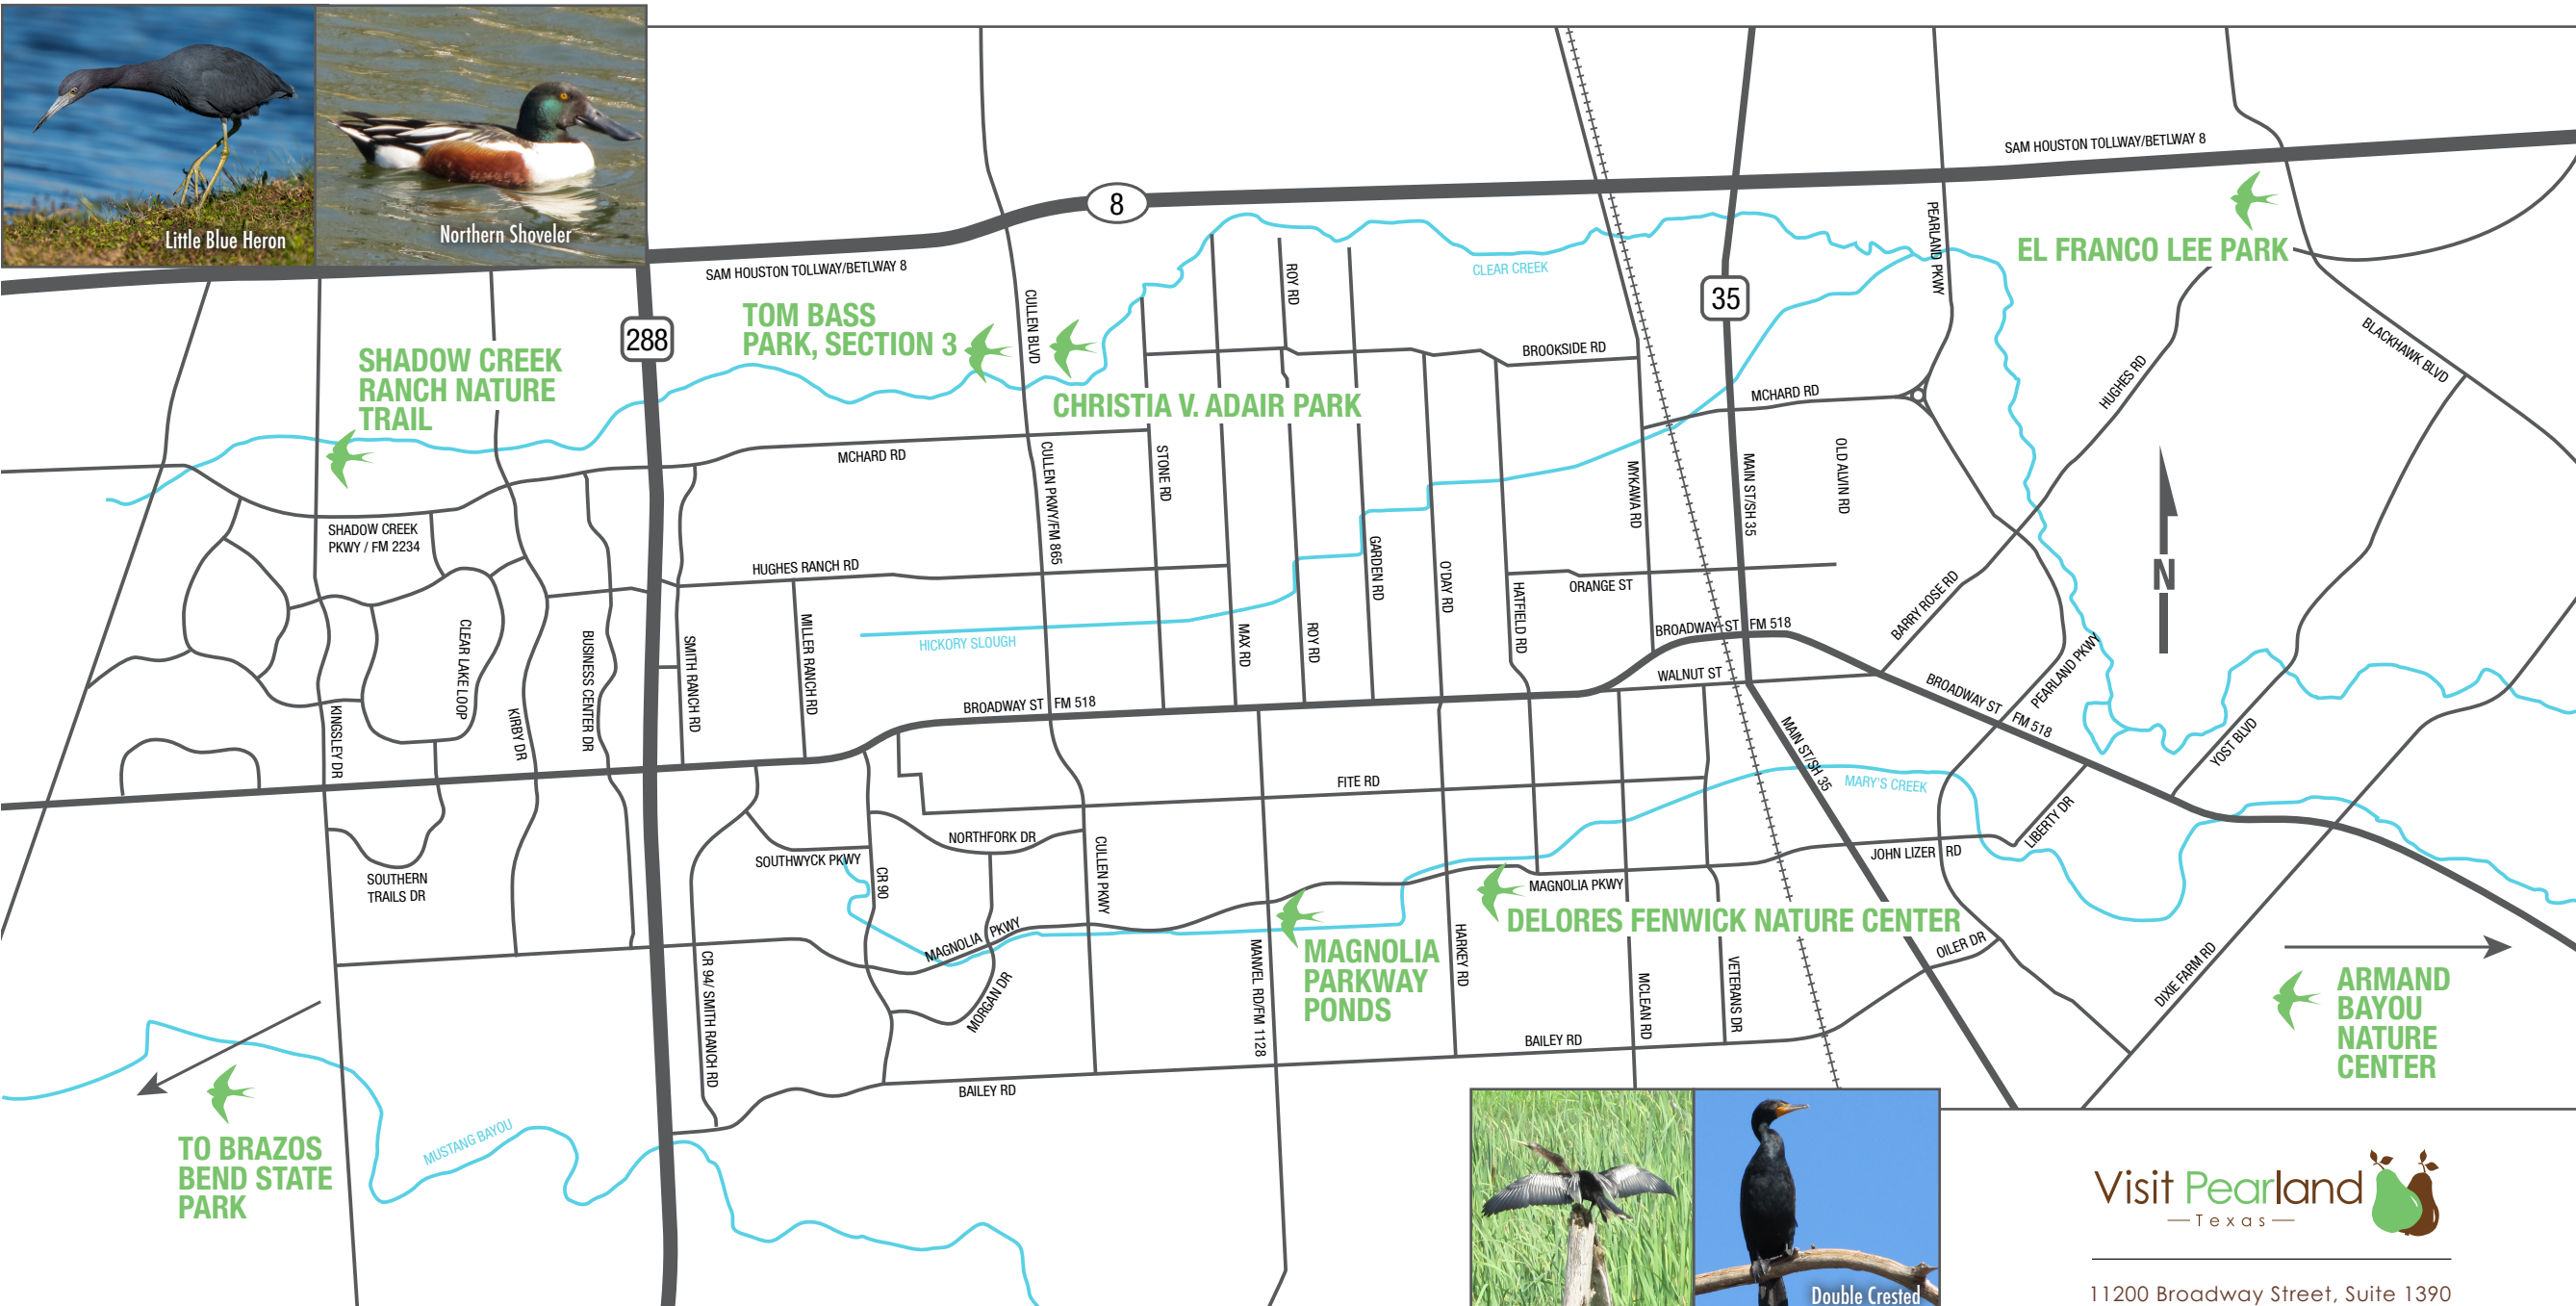 Little Blue Heron
Northern Shoveler
SAM HOUSTON TOLLWAY/BETLWAY 8
8
SAM HOUSTON TOLLWAY/BETLWAY 8
288
35
CULLEN BLVD
ROY RD
CLEAR CREEK
PEARLAND PKWY
EL FRANCO LEE PARK
TOM BASS
PARK, SECTION 3
SHADOW CREEK
RANCH NATURE
TRAIL
CHRISTIA V. ADAIR PARK
BROOKSIDE RD
MCHARD RD
HUGHES RD
BLACKHAWK BLVD
MCHARD RD
CULLEN PKWY/FM 865
STONE RD
MYKAWA RD
MAIN ST/SH 35
OLD ALVIN RD
SHADOW CREEK
PKWY / FM 2234
HUGHES RANCH RD
GARDEN RD
O'DAY RD
HATFIELD RD
ORANGE ST
BARRY ROSE RD
N
CLEAR LAKE LOOP
BUSINESS CENTER DR
SMITH RANCH RD
MILLER RANCH RD
HICKORY SLOUGH
MAX RD
ROY RD
BROADWAY ST FM 518
WALNUT ST
PEARLAND PKWY
BROADWAY ST FM 518
KINGSLEY DR
KIRBY DR
BROADWAY ST FM 518
MAIN ST/SH 35
YOST BLVD
FITE RD
MARY'S CREEK
LIBERTY DR
NORTHFORK DR
SOUTHWYCK PKWY
CR 90
CULLEN PKWY
JOHN LIZER RD
SOUTHERN
TRAILS DR
MAGNOLIA PKWY
DELORES FENWICK NATURE CENTER
MAGNOLIA PKWY
MAGNOLIA
PARKWAY
PONDS
HARKEY RD
OILER DR
DIXIE FARM RD
ARMAND
BAYOU
NATURE
CENTER
CR 94/ SMITH RANCH RD
MORGAN DR
MANVEL RD/FM 1128
MCLEAN RD
VETERANS DR
BAILEY RD
BAILEY RD
TO BRAZOS
BEND STATE
PARK
MUSTANG BAYOU
Double Crested
Visit Pearland
Texas
11200 Broadway Street, Suite 1390